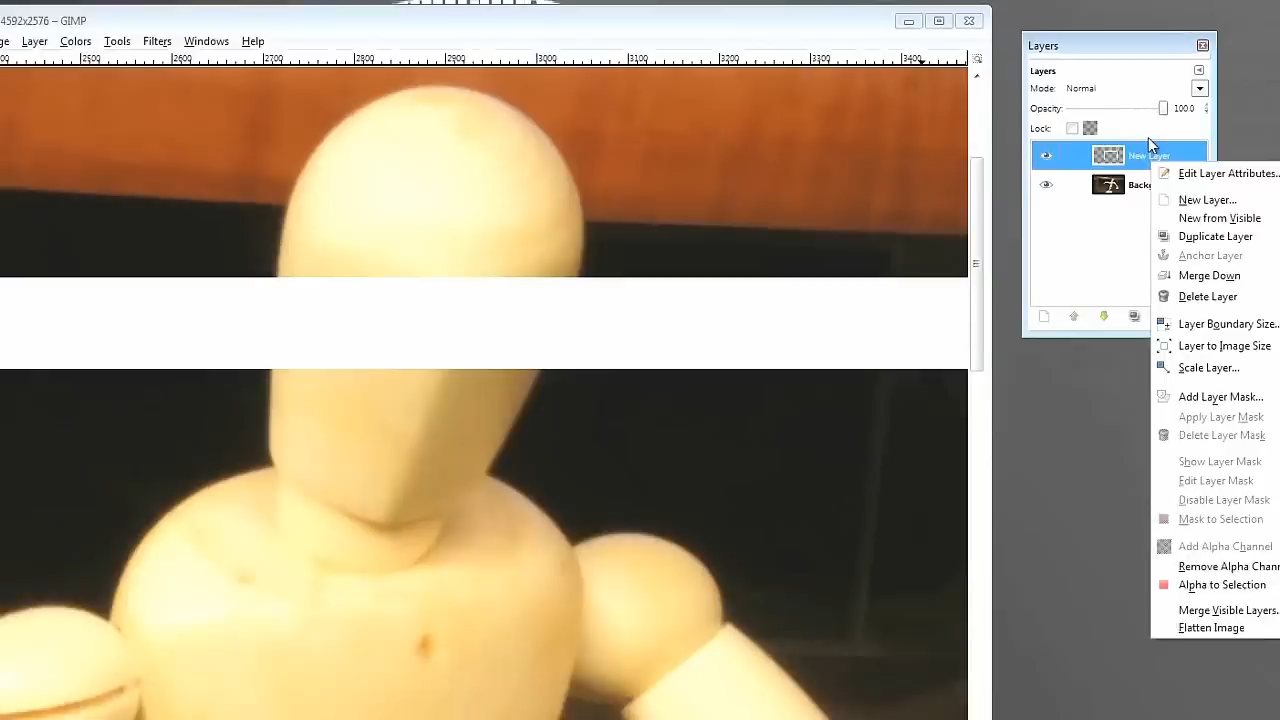 4592x2576 – GIMP
ge Layer Colors Tools Filters Windows Help
2500 2600 2700 2800 2900 3000 3100 3200 3300 3400
Layers
Layers
Mode: Normal
Opacity: 100.0
Lock:
New Layer
Backg
Edit Layer Attributes..
New Layer...
New from Visible
Duplicate Layer
Anchor Layer
Merge Down
Delete Layer
Layer Boundary Size..
Layer to Image Size
Scale Layer...
Add Layer Mask...
Apply Layer Mask
Delete Layer Mask
Show Layer Mask
Edit Layer Mask
Disable Layer Mask
Mask to Selection
Add Alpha Channel
Remove Alpha Chann
Alpha to Selection
Merge Visible Layers.
Flatten Image